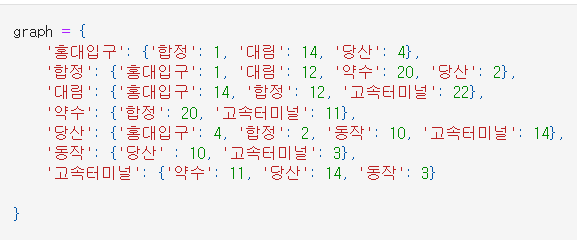 graph = {
    '홍대입구': {'합정': 1, '대림': 14, '당산': 4},
    '합정': {'홍대입구': 1, '대림': 12, '약수': 20, '당산': 2},
    '대림': {'홍대입구': 14, '합정': 12, '고속터미널': 22},
    '약수': {'합정': 20, '고속터미널': 11},
    '당산': {'홍대입구': 4, '합정': 2, '동작': 10, '고속터미널': 14},
    '동작': {'당산' : 10, '고속터미널': 3},
    '고속터미널': {'약수': 11, '당산': 14, '동작': 3}
}